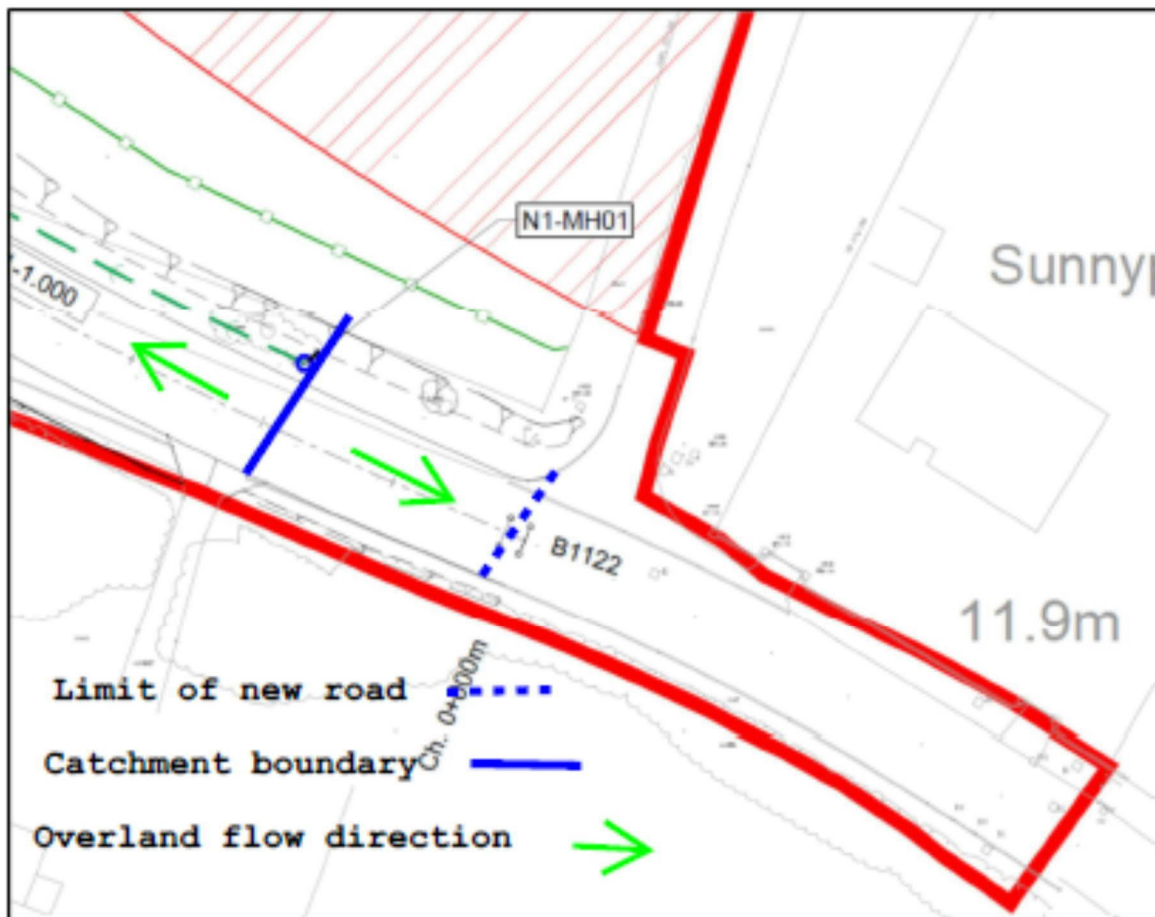 N1-MH01
Sunnyp
-1.000
B1122
11.9m
Ch. 0+000m
Limit of new road
Catchment boundary
Overland flow direction